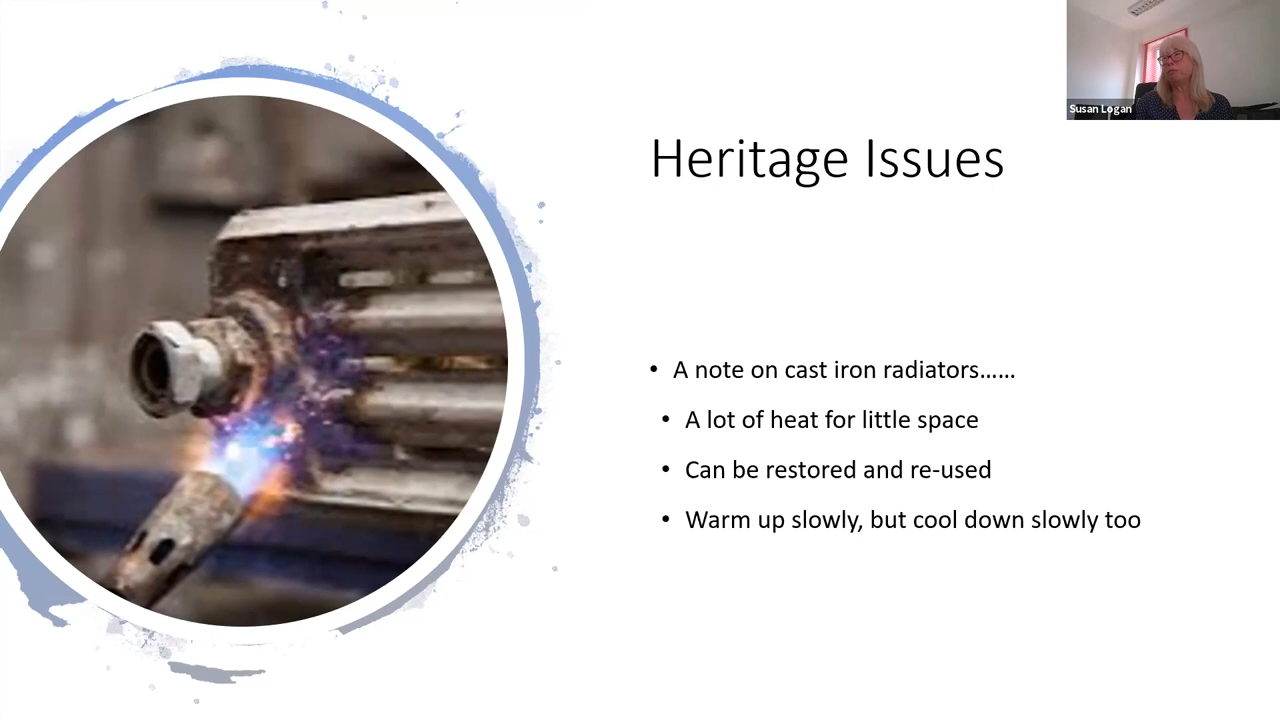 Susan Logan
Heritage Issues
• A note on cast iron radiators……
• A lot of heat for little space
• Can be restored and re-used
• Warm up slowly, but cool down slowly too